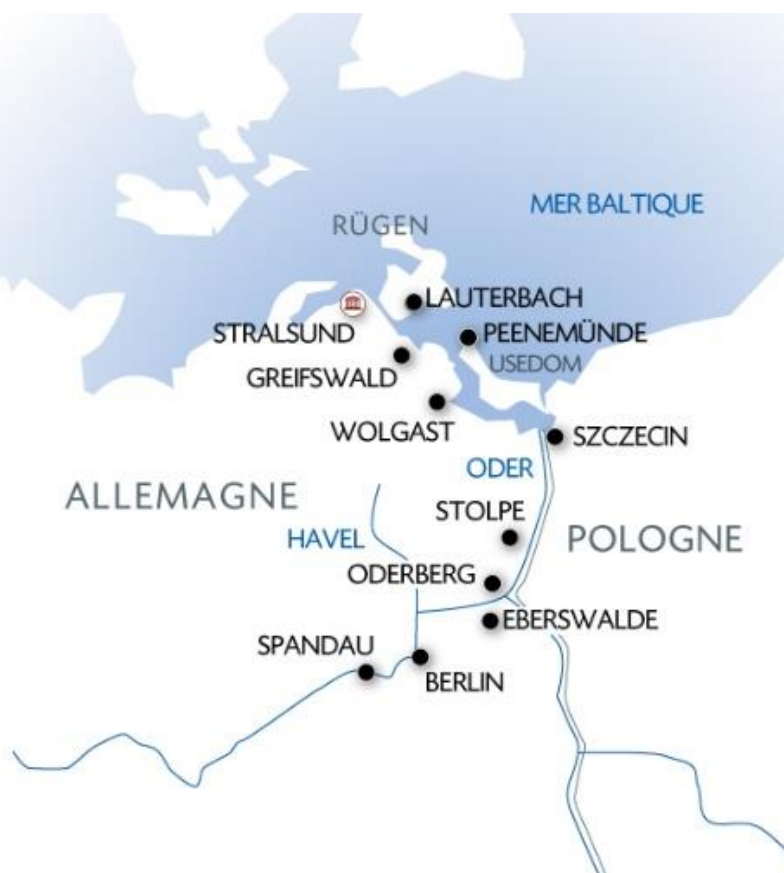 MER BALTIQUE
RÜGEN
LAUTERBACH
STRALSUND
PEENEMÜNDE
USEDOM
GREIFSWALD
WOLGAST
SZCZECIN
ODER
ALLEMAGNE
STOLPE
HAVEL
POLOGNE
ODERBERG
EBERSWALDE
SPANDAU
BERLIN